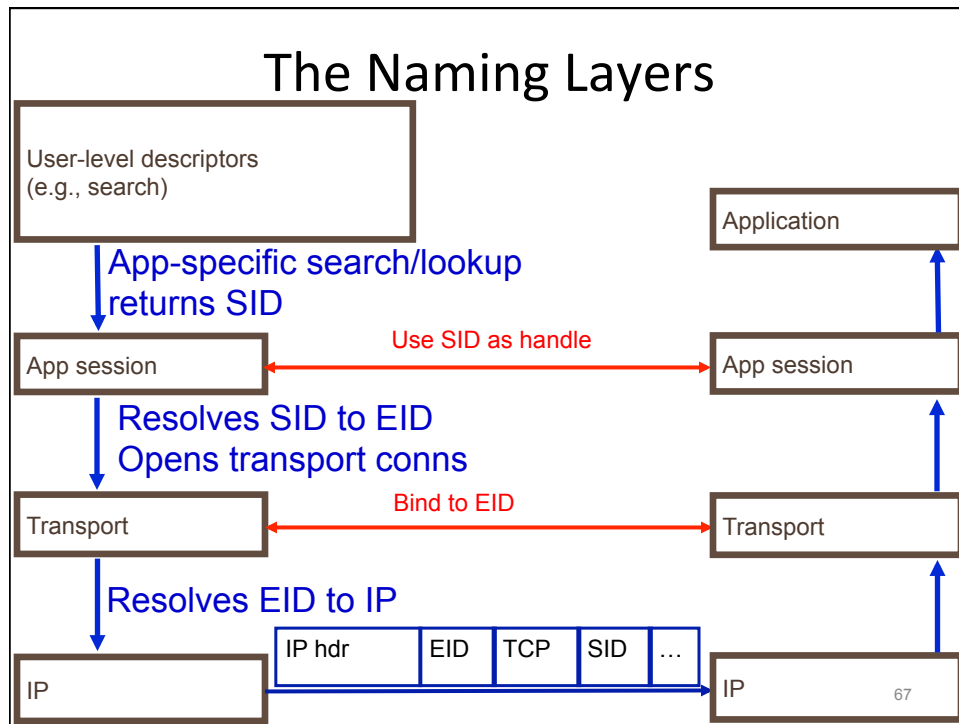 The Naming Layers
User-level descriptors
(e.g., search)
Application
App-specific search/lookup
returns SID
App session
Use SID as handle
App session
Resolves SID to EID
Opens transport conns
Transport
Bind to EID
Transport
Resolves EID to IP
IP hdr
EID
TCP
SID
…
IP
IP
67